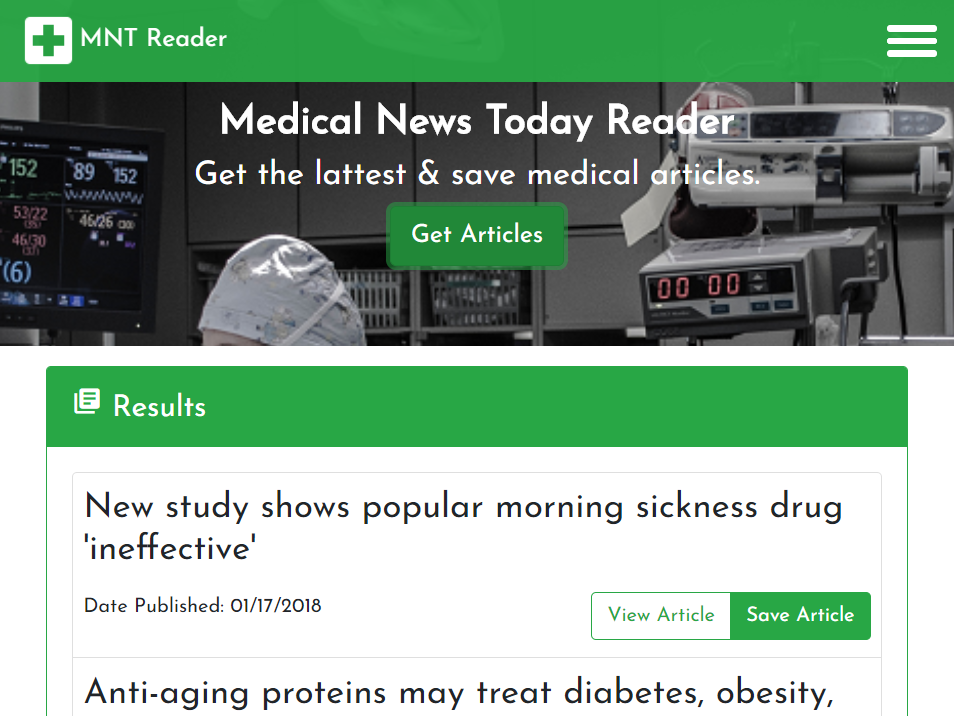 MNT Reader
Medical News Today Reader
Get the lattest & save medical articles.
Get Articles
152
89
152
53/22
46/26
46/30
(6)
00 00
Results
New study shows popular morning sickness drug
'ineffective'
Date Published: 01/17/2018
View Article
Save Article
Anti-aging proteins may treat diabetes, obesity,